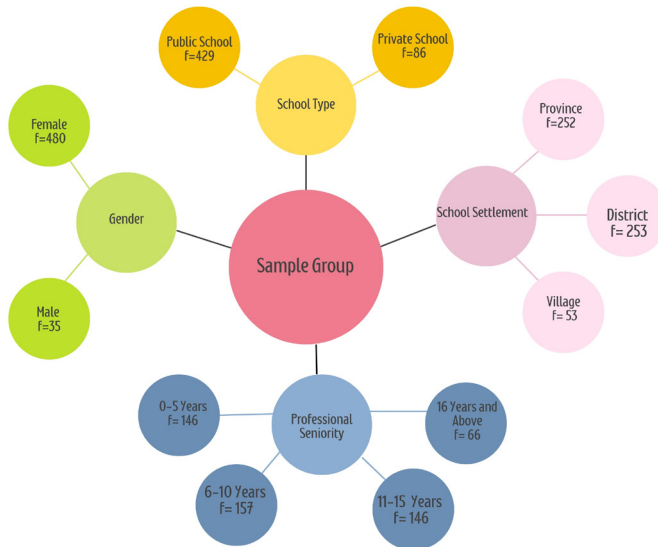 Public School
f=429
Private School
f=86
School Type
Female
f=480
Gender
Male
f=35
Province
f=252
School Settlement
District
f= 253
Village
f= 53
Sample Group
0-5 Years
f= 146
Professional
Seniority
16 Years and
Above
f= 66
6-10 Years
f= 157
11-15 Years
f= 146